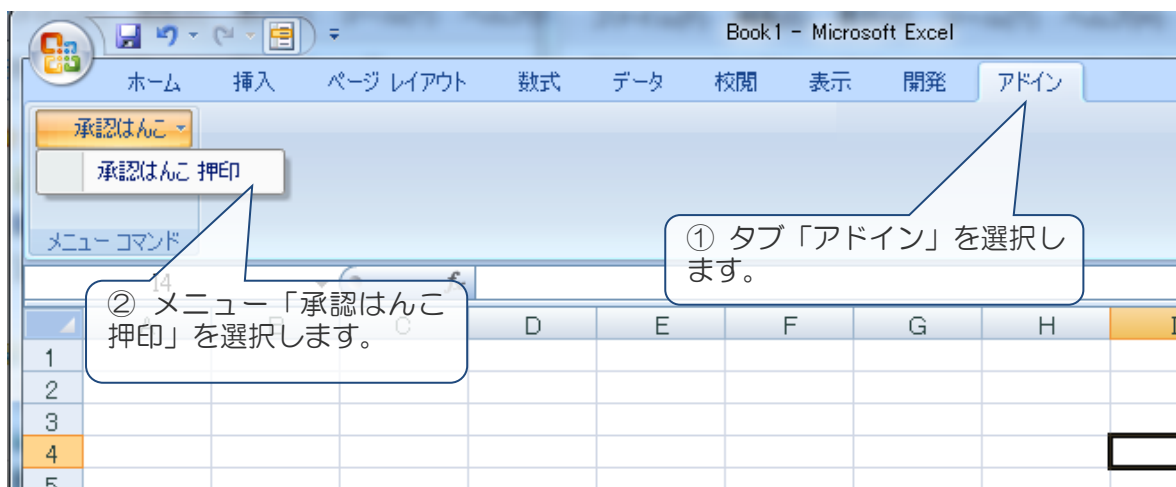 Book1 - Microsoft Excel
ホーム 挿入 ページ レイアウト 数式 データ 校閲 表示 開発 アドイン
承認はんこ
承認はんこ 押印
メニュー コマンド
① タブ「アドイン」を選択し
ます。
I4
② メニュー「承認はんこ
押印」を選択します。
A B C D E F G H I
1
2
3
4
5